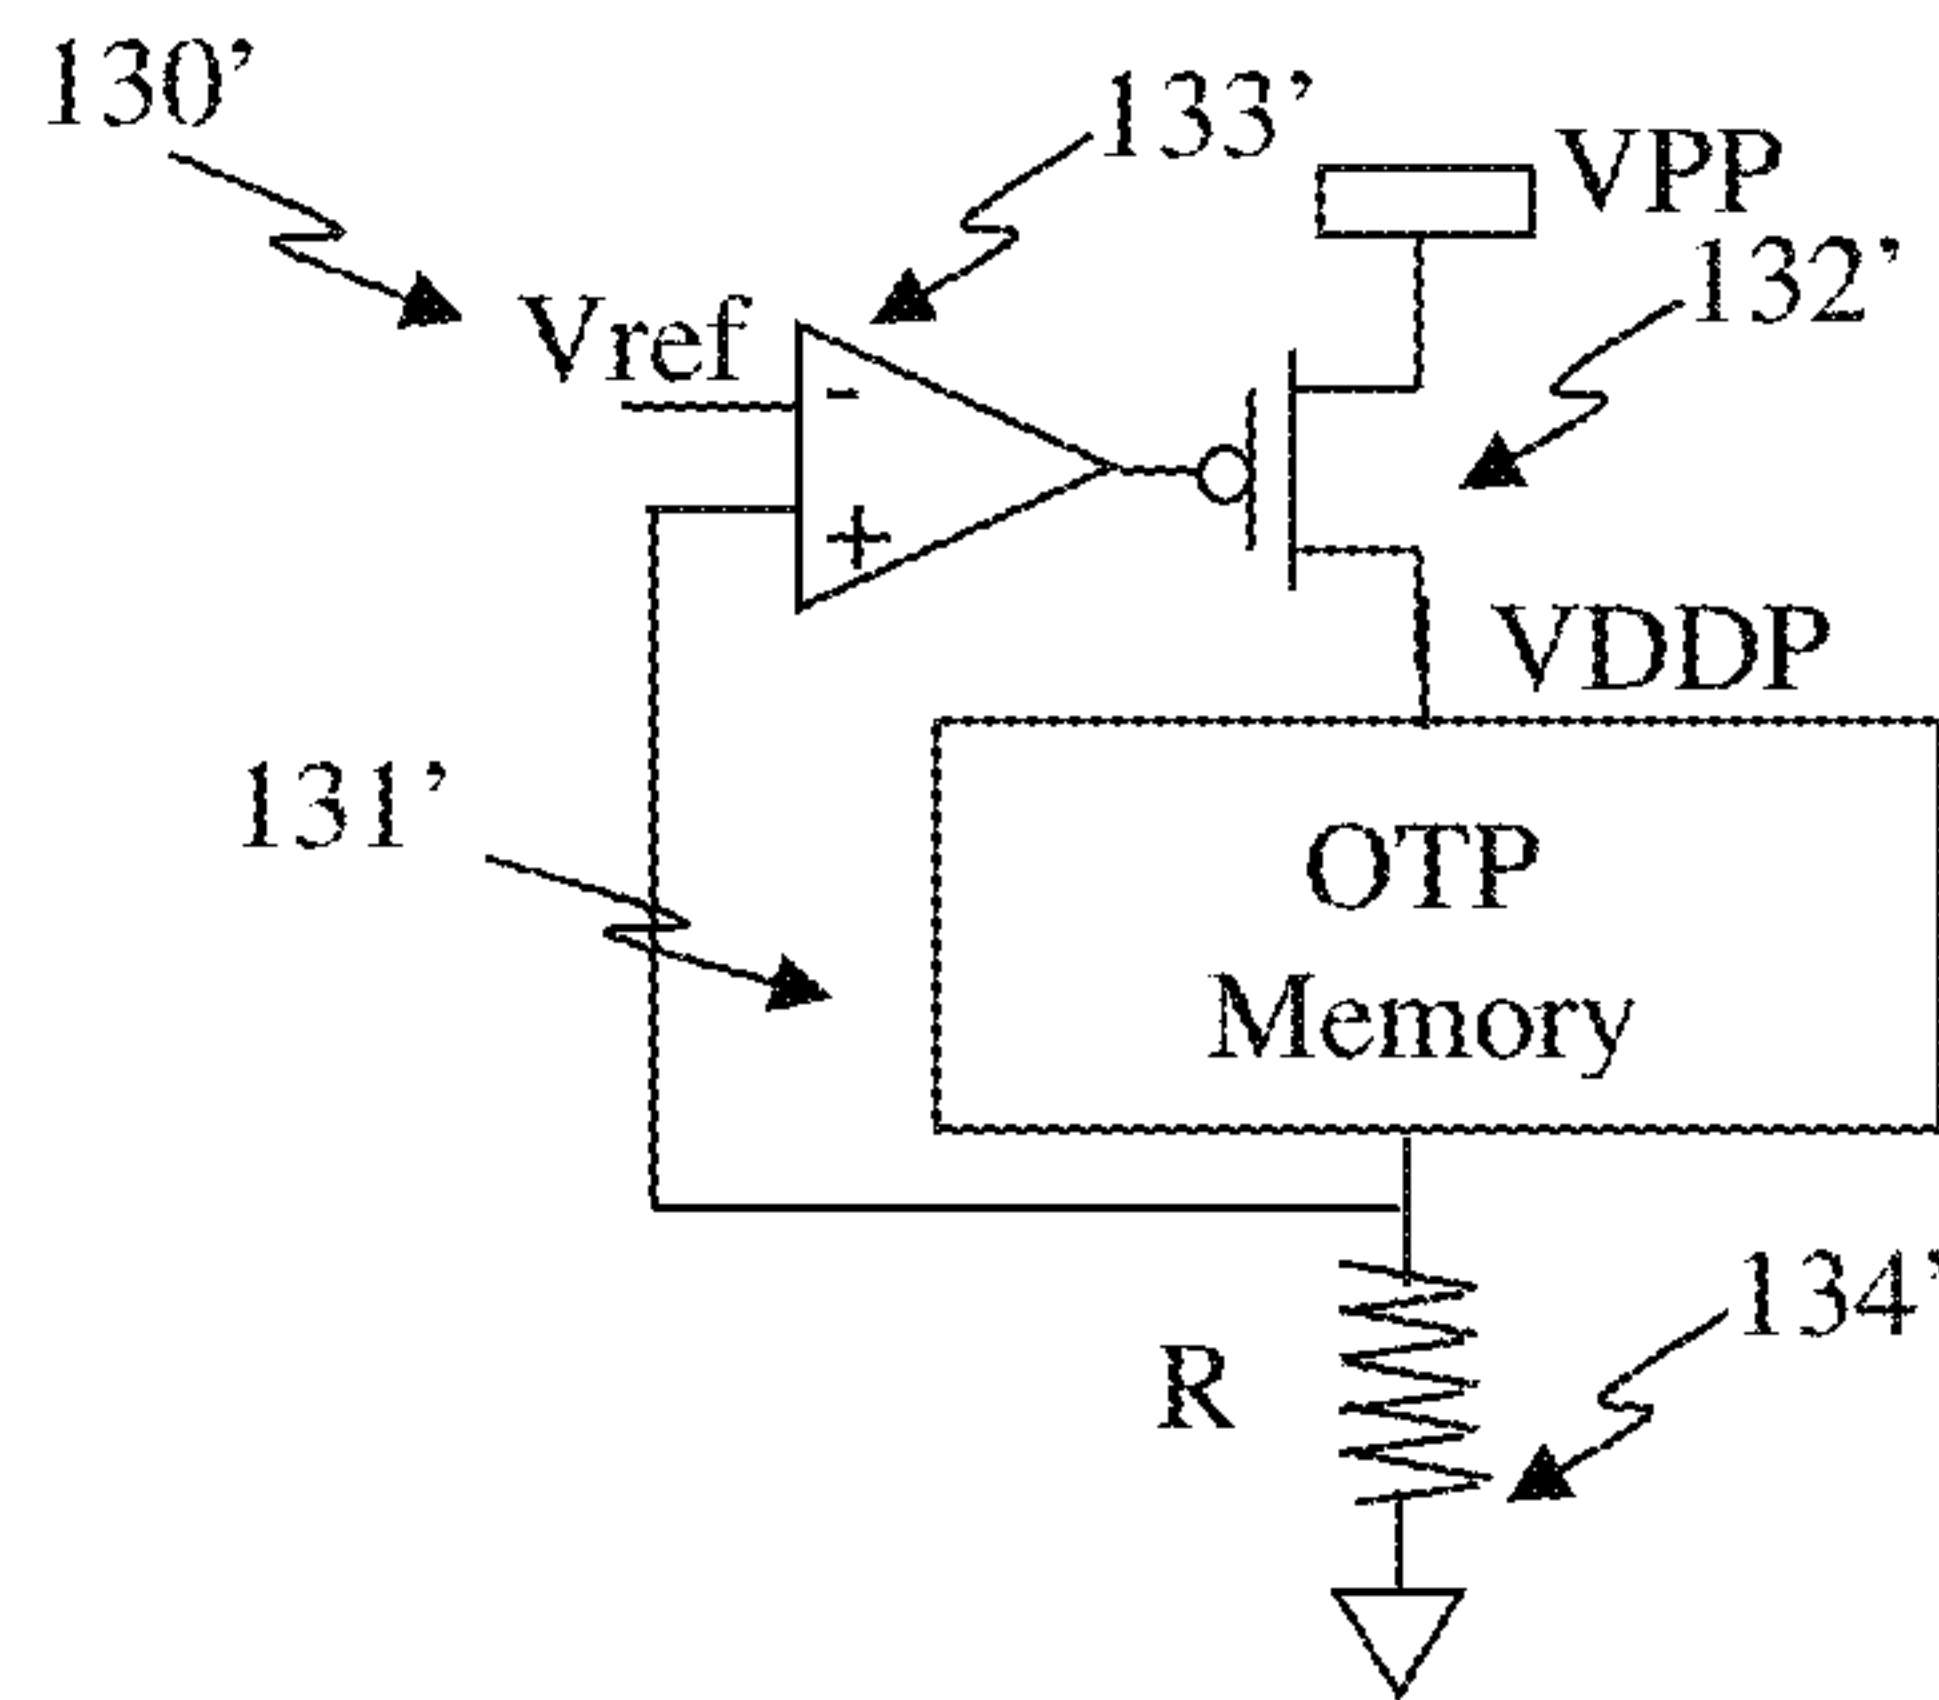 130’
133’
VPP
132’
Vref
-
+
VDDP
131’
OTP
Memory
134’
R